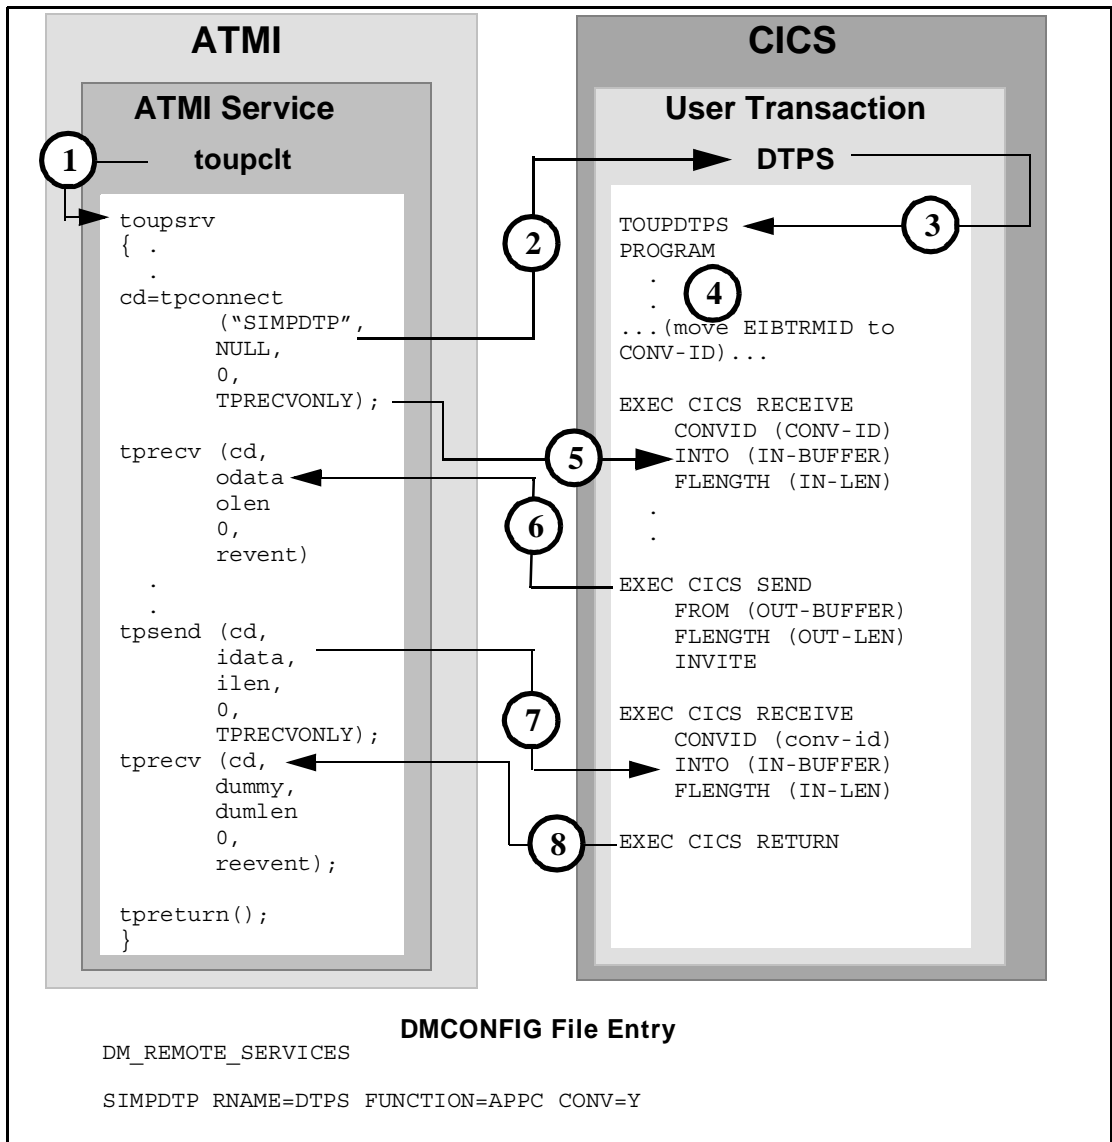 ATMI
ATMI Service
toupclt
1
toupsrv
{ .
.
cd=tpconnect
("SIMPDTP",
NULL,
0,
TPRECVONLY);
tprecv (cd,
odata
olen
0,
revent)
.
.
tpsend (cd,
idata,
ilen,
0,
TPRECVONLY);
tprecv (cd,
dummy,
dumlen
0,
reevent);
tpreturn();
}
2
5
6
7
8
CICS
User Transaction
DTPS
3
TOUPDTPS
PROGRAM
.
4
.
...(move EIBTRMID to
CONV-ID)...
EXEC CICS RECEIVE
CONVID (CONV-ID)
INTO (IN-BUFFER)
FLENGTH (IN-LEN)
.
.
EXEC CICS SEND
FROM (OUT-BUFFER)
FLENGTH (OUT-LEN)
INVITE
EXEC CICS RECEIVE
CONVID (conv-id)
INTO (IN-BUFFER)
FLENGTH (IN-LEN)
EXEC CICS RETURN
DMCONFIG File Entry
DM_REMOTE_SERVICES
SIMPDTP RNAME=DTPS FUNCTION=APPC CONV=Y